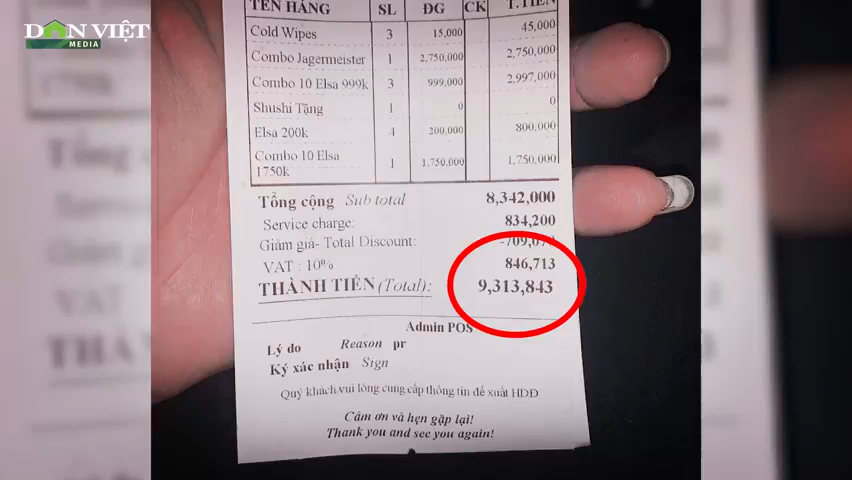 DÂN VIỆT
MEDIA
TÊN HÀNG SL ĐG CK T.TIỀN
Cold Wipes 3 15,000 45,000
Combo Jagermeister 1 2,750,000 2,750,000
Combo 10 Elsa 999k 3 999,000 2,997,000
Shushi Tặng 1 0 0
Elsa 200k 4 200,000 800,000
Combo 10 Elsa
1750k 1 1,750,000 1,750,000
Tổng cộng Sub total 8,342,000
Service charge: 834,200
Giảm giá- Total Discount:
VAT : 10% 846,713
THÀNH TIỀN (Total): 9,313,843
Admin POS
Lý do Reason pr
Ký xác nhận Sign
Quý khách vui lòng cung cấp thông tin để xuất HDĐ
Cảm ơn và hẹn gặp lại!
Thank you and see you again!